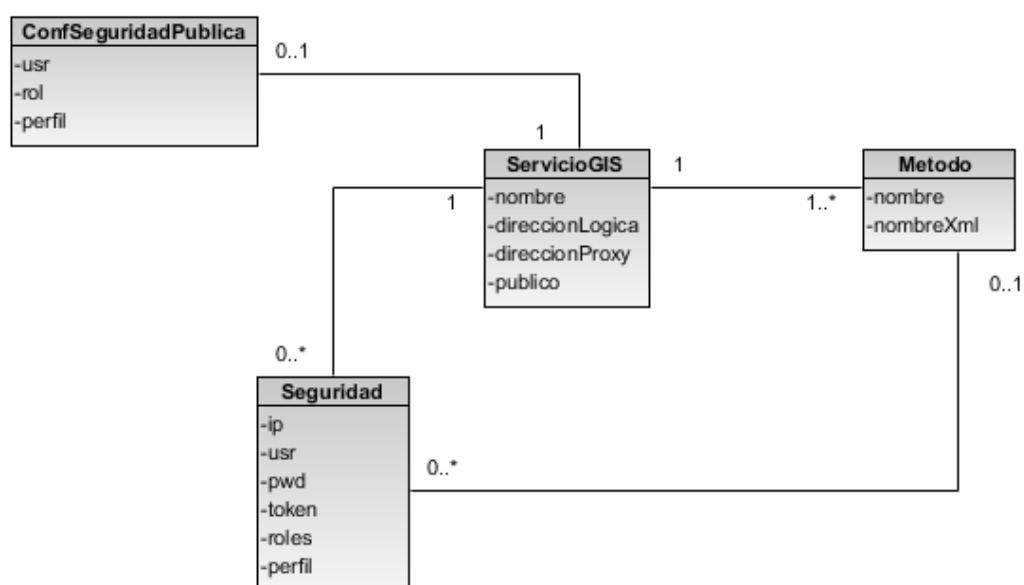 ConfSeguridadPublica
-usr
-rol
-perfil
0..1
1
ServicioGIS
-nombre
-direccionLogica
-direccionProxy
-publico
1
1..*
Metodo
-nombre
-nombreXml
0..1
1
0..*
Seguridad
-ip
-usr
-pwd
-token
-roles
-perfil
0..*